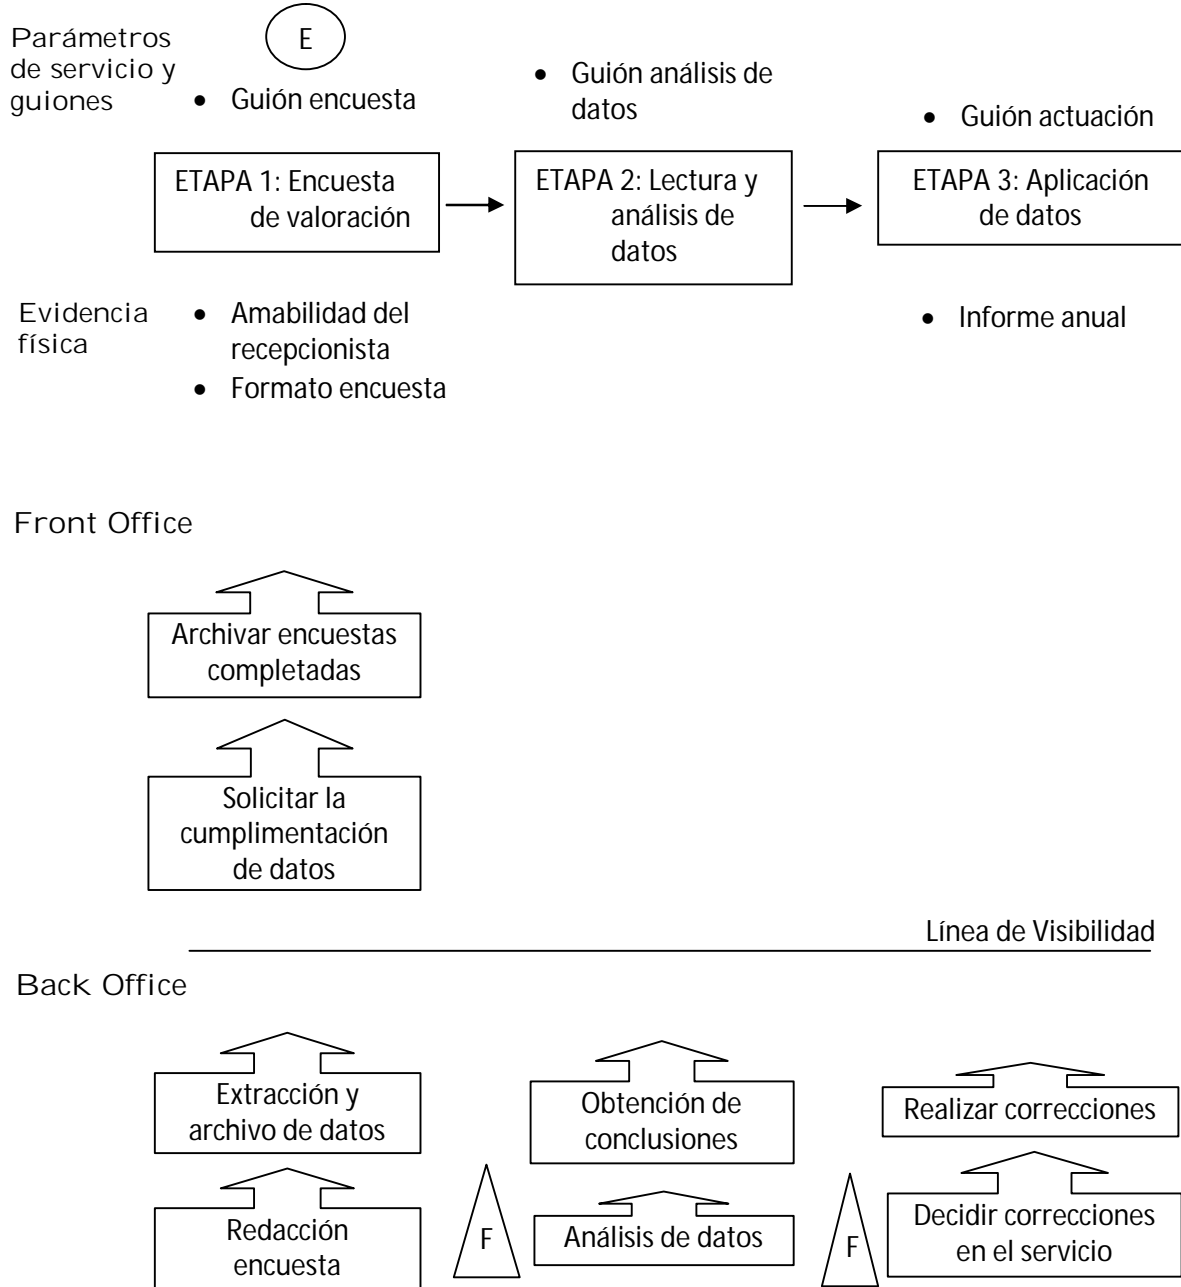 Parámetros
de servicio y
guiones
E
• Guión encuesta
• Guión análisis de
datos
• Guión actuación
ETAPA 1: Encuesta
de valoración
ETAPA 2: Lectura y
análisis de
datos
ETAPA 3: Aplicación
de datos
Evidencia
física
• Amabilidad del
recepcionista
• Formato encuesta
• Informe anual
Front Office
Archivar encuestas
completadas
Solicitar la
cumplimentación
de datos
Línea de Visibilidad
Back Office
Extracción y
archivo de datos
Obtención de
conclusiones
Realizar correcciones
Redacción
encuesta
F
Análisis de datos
F
Decidir correcciones
en el servicio